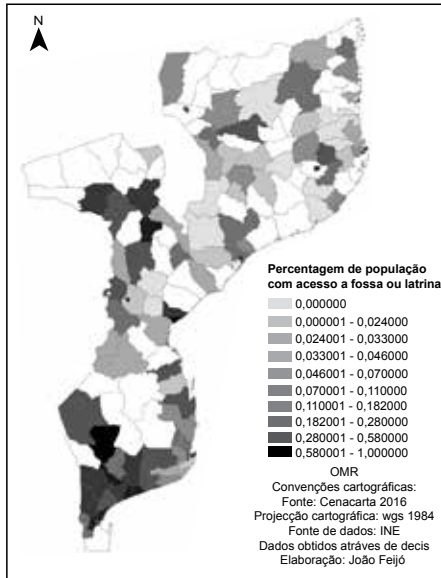 N
Percentagem de população
com acesso a fossa ou latrina
0,000000
0,000001 - 0,024000
0,024001 - 0,033000
0,033001 - 0,046000
0,046001 - 0,070000
0,070001 - 0,110000
0,110001 - 0,182000
0,182001 - 0,280000
0,280001 - 0,580000
0,580001 - 1,000000
OMR
Convenções cartográficas:
Fonte: Cenacarta 2016
Projecção cartográfica: wgs 1984
Fonte de dados: INE
Dados obtidos atráves de decis
Elaboração: João Feijó